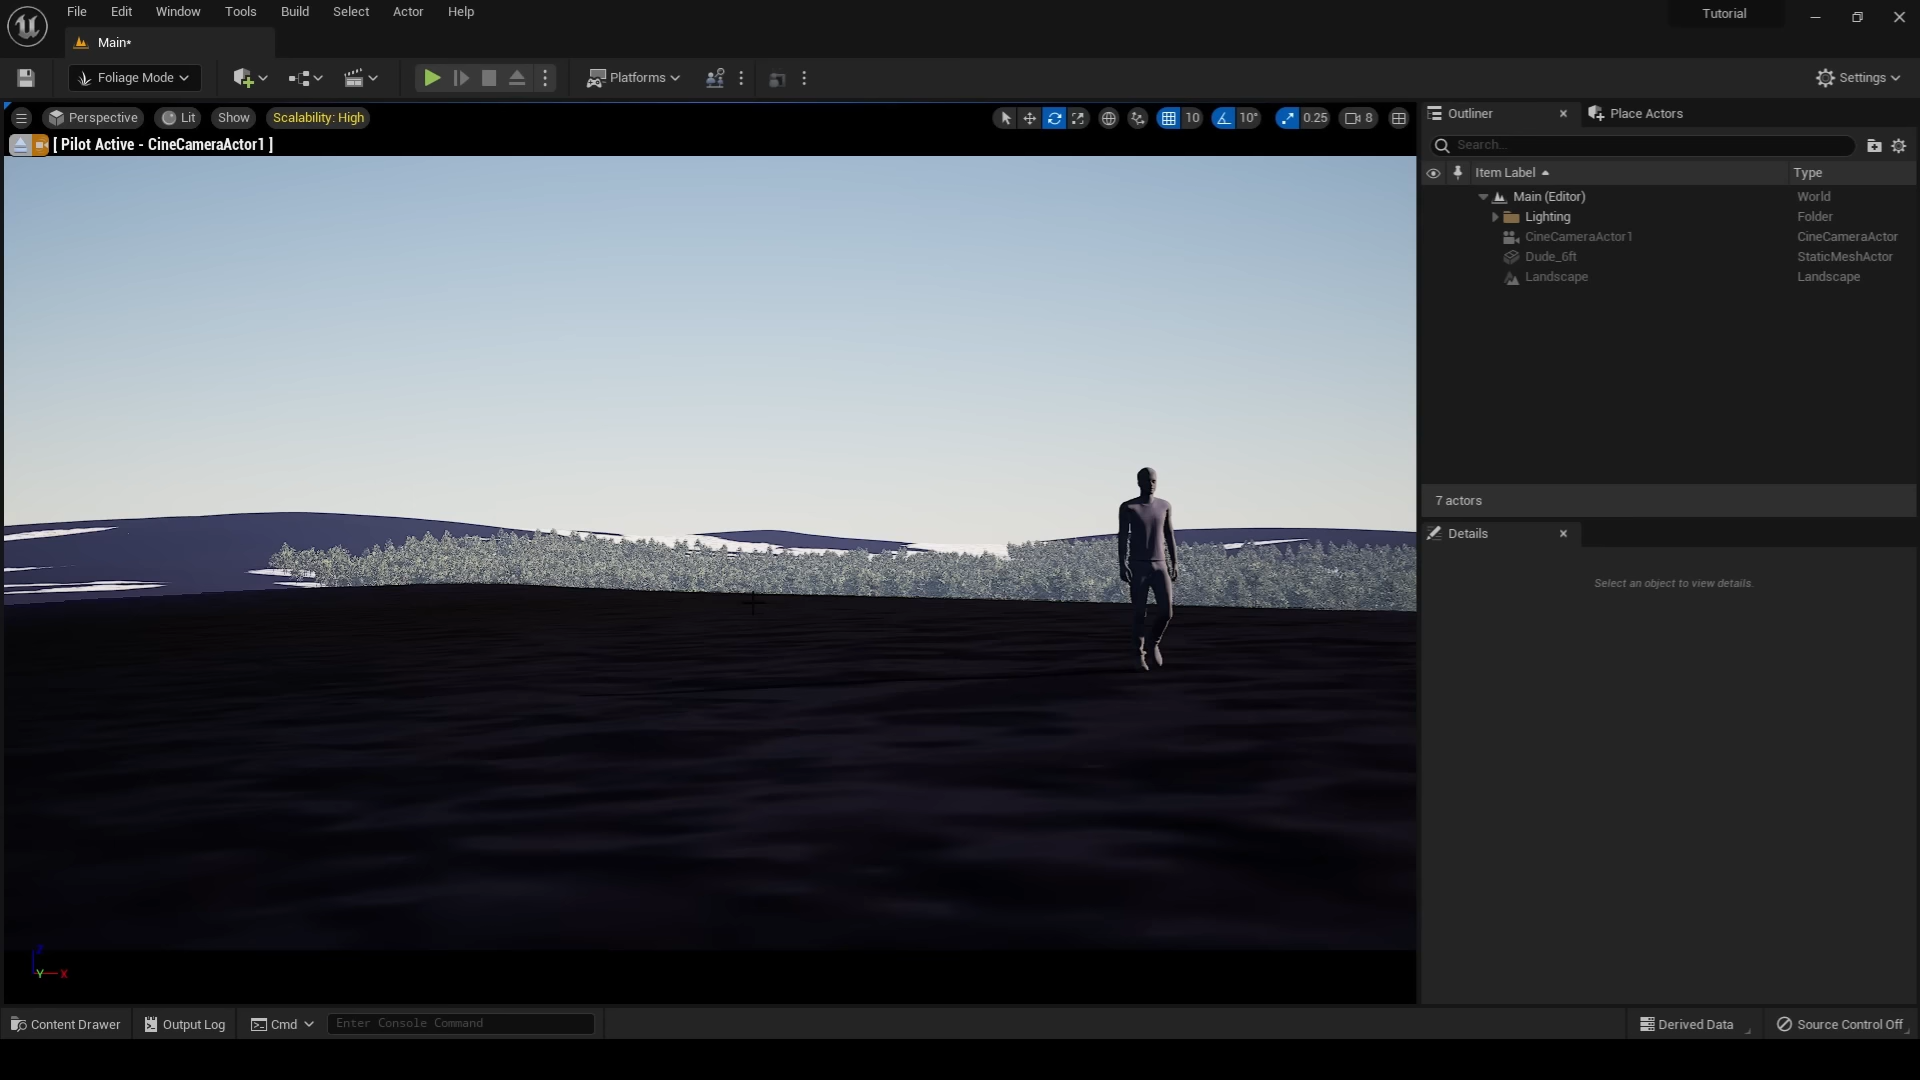 File Edit Window Tools Build Select Actor Help
Tutorial
Main*
Foliage Mode
Platforms
Settings
Perspective Lit Show Scalability: High
10 10° 0.25 8
[ Pilot Active - CineCameraActor1 ]
Outliner Place Actors
Search...
Item Label Type
Main (Editor) World
Lighting Folder
CineCameraActor1 CineCameraActor
Dude_6ft StaticMeshActor
Landscape Landscape
7 actors
Details
Select an object to view details.
Z
Y X
Content Drawer Output Log Cmd Enter Console Command Derived Data Source Control Off